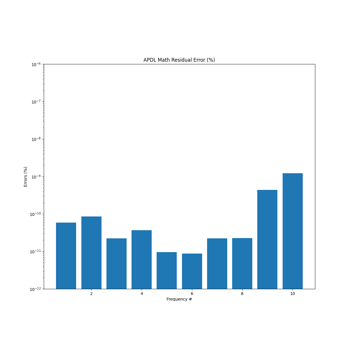 APDL Math Residual Error (%)
10⁻⁶
10⁻⁷
10⁻⁸
10⁻⁹
10⁻¹⁰
10⁻¹¹
10⁻¹²
Errors (%)
2 4 6 8 10
Frequency #